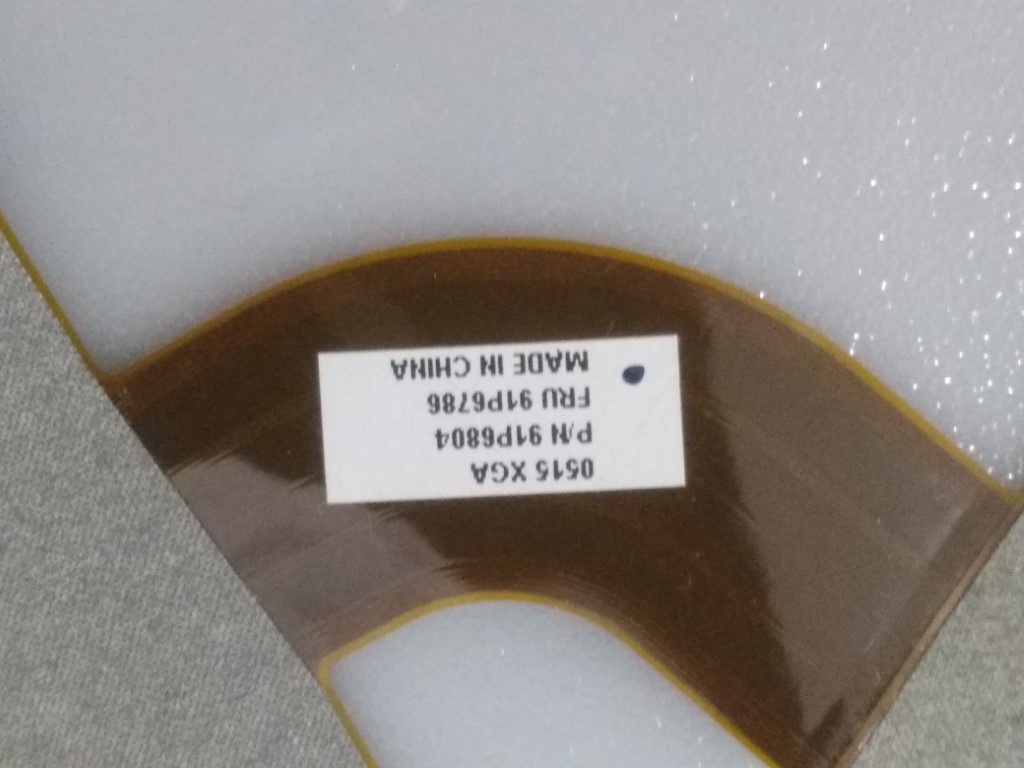 0515 XGA
P/N 91P6804
FRU 91P6786
MADE IN CHINA